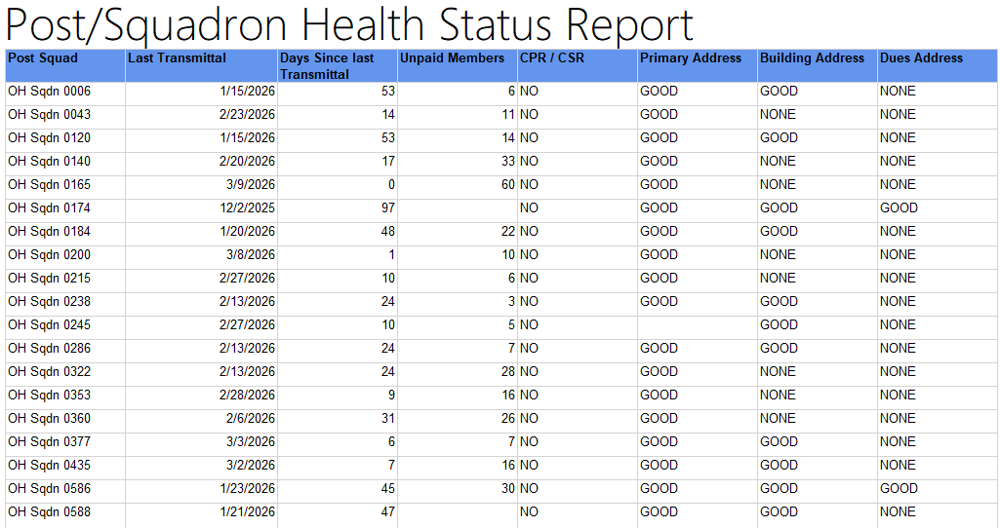 Post/Squadron Health Status Report
Post Squad Last Transmittal Days Since last Transmittal Unpaid Members CPR / CSR Primary Address Building Address Dues Address
OH Sqdn 0006 1/15/2026 53 6 NO GOOD GOOD NONE
OH Sqdn 0043 2/23/2026 14 11 NO GOOD NONE NONE
OH Sqdn 0120 1/15/2026 53 14 NO GOOD GOOD NONE
OH Sqdn 0140 2/20/2026 17 33 NO GOOD NONE NONE
OH Sqdn 0165 3/9/2026 0 60 NO GOOD NONE NONE
OH Sqdn 0174 12/2/2025 97 NO GOOD GOOD GOOD
OH Sqdn 0184 1/20/2026 48 22 NO GOOD GOOD NONE
OH Sqdn 0200 3/8/2026 1 10 NO GOOD NONE NONE
OH Sqdn 0215 2/27/2026 10 6 NO GOOD NONE NONE
OH Sqdn 0238 2/13/2026 24 3 NO GOOD GOOD NONE
OH Sqdn 0245 2/27/2026 10 5 NO GOOD NONE
OH Sqdn 0286 2/13/2026 24 7 NO GOOD GOOD NONE
OH Sqdn 0322 2/13/2026 24 28 NO GOOD NONE NONE
OH Sqdn 0353 2/28/2026 9 16 NO GOOD NONE NONE
OH Sqdn 0360 2/6/2026 31 26 NO GOOD NONE NONE
OH Sqdn 0377 3/3/2026 6 7 NO GOOD GOOD NONE
OH Sqdn 0435 3/2/2026 7 16 NO GOOD GOOD NONE
OH Sqdn 0586 1/23/2026 45 30 NO GOOD GOOD GOOD
OH Sqdn 0588 1/21/2026 47 NO GOOD GOOD NONE